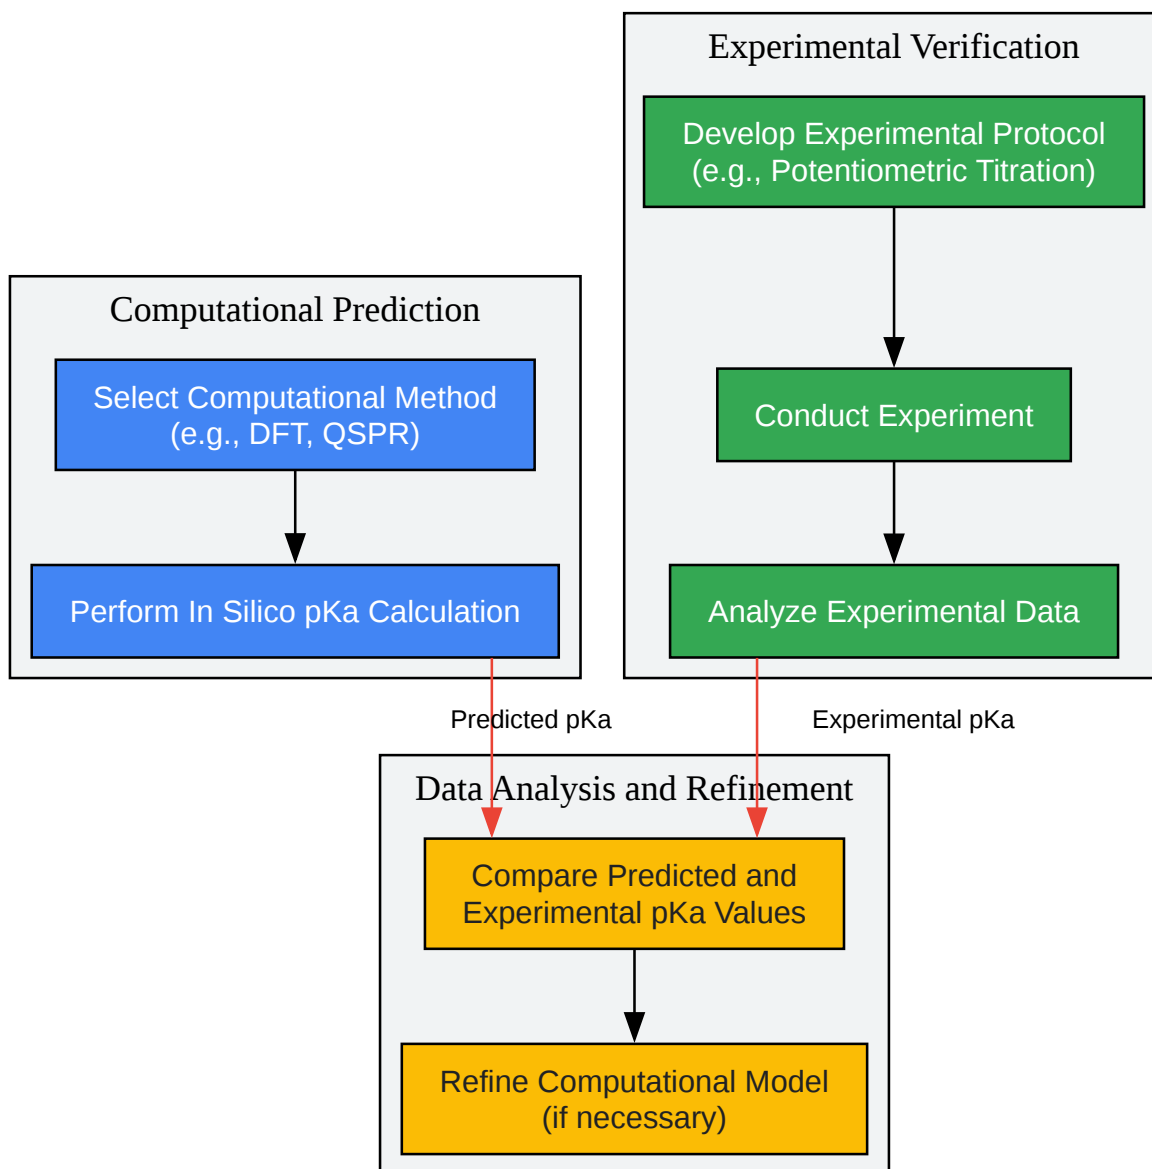 Experimental Verification
Develop Experimental Protocol
(e.g., Potentiometric Titration)
Conduct Experiment
Analyze Experimental Data
Computational Prediction
Select Computational Method
(e.g., DFT, QSPR)
Perform In Silico pKa Calculation
Predicted pKa
Experimental pKa
Data Analysis and Refinement
Compare Predicted and
Experimental pKa Values
Refine Computational Model
(if necessary)